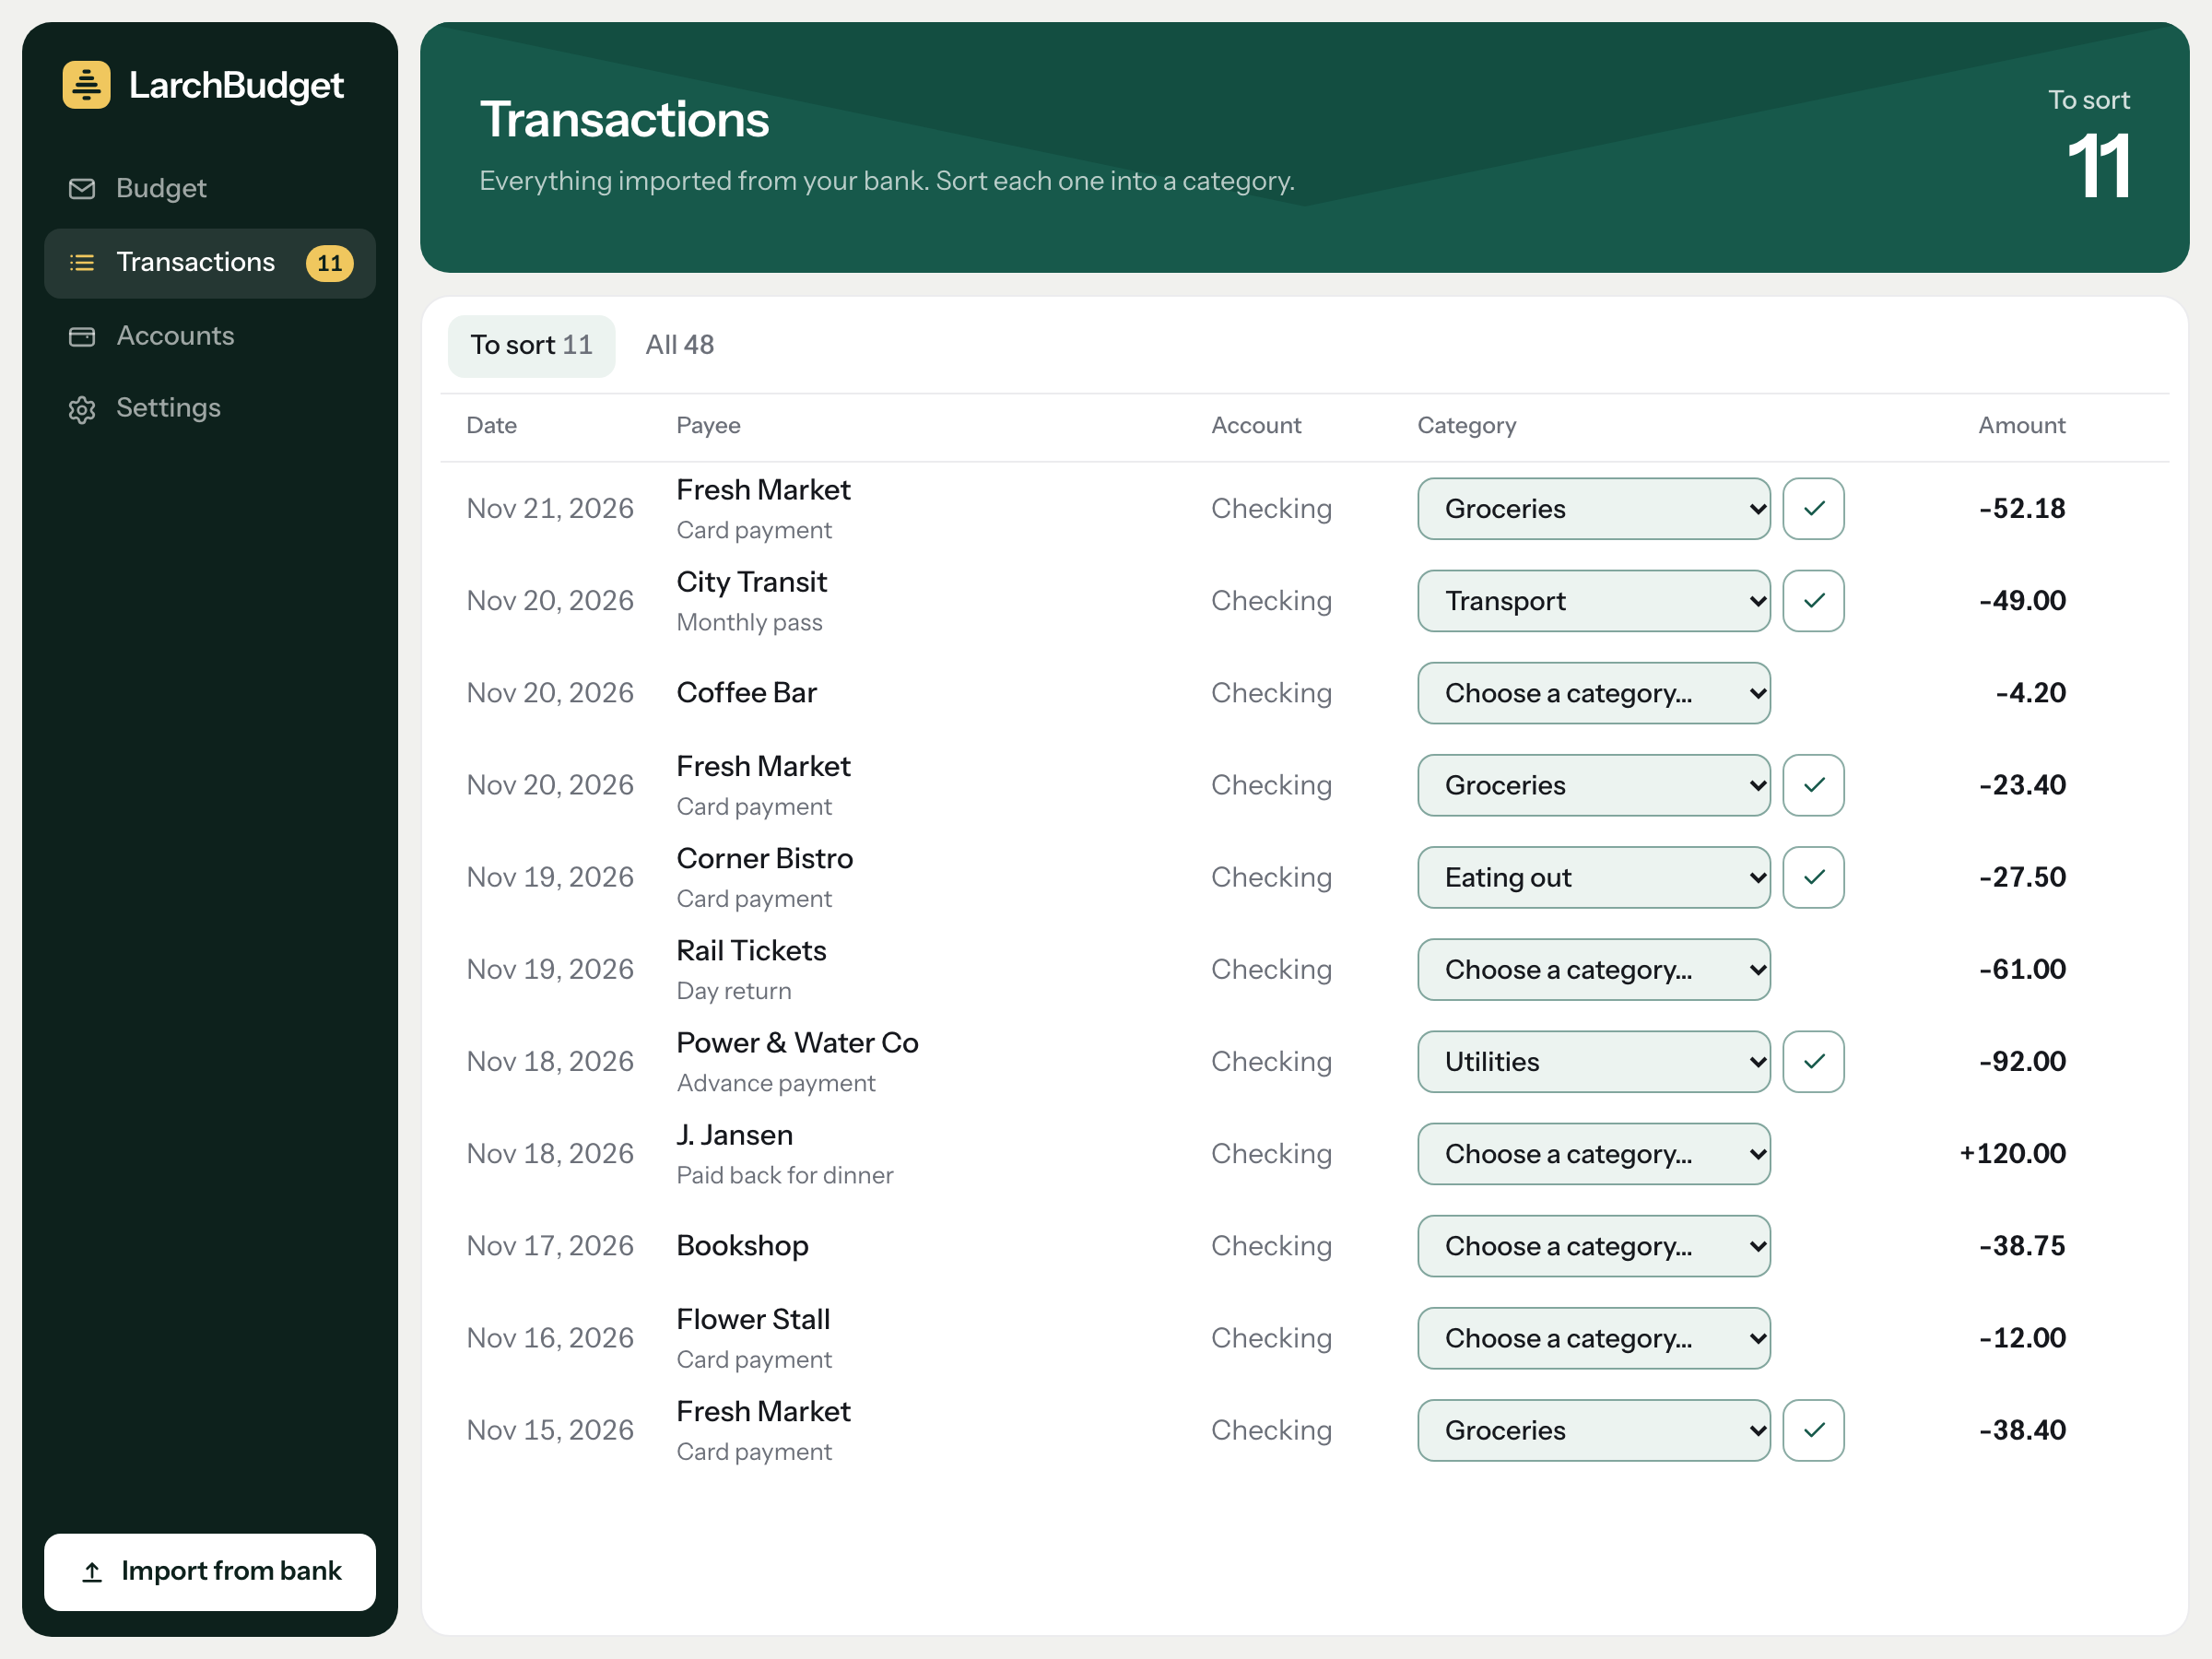 LarchBudget
Budget
Transactions 11
Accounts
Settings
Import from bank
Transactions
Everything imported from your bank. Sort each one into a category.
To sort
11
To sort 11 All 48
Date Payee Account Category Amount
Nov 21, 2026 Fresh Market Checking Groceries -52.18
Card payment
Nov 20, 2026 City Transit Checking Transport -49.00
Monthly pass
Nov 20, 2026 Coffee Bar Checking Choose a category... -4.20
Nov 20, 2026 Fresh Market Checking Groceries -23.40
Card payment
Nov 19, 2026 Corner Bistro Checking Eating out -27.50
Card payment
Nov 19, 2026 Rail Tickets Checking Choose a category... -61.00
Day return
Nov 18, 2026 Power & Water Co Checking Utilities -92.00
Advance payment
Nov 18, 2026 J. Jansen Checking Choose a category... +120.00
Paid back for dinner
Nov 17, 2026 Bookshop Checking Choose a category... -38.75
Nov 16, 2026 Flower Stall Checking Choose a category... -12.00
Card payment
Nov 15, 2026 Fresh Market Checking Groceries -38.40
Card payment